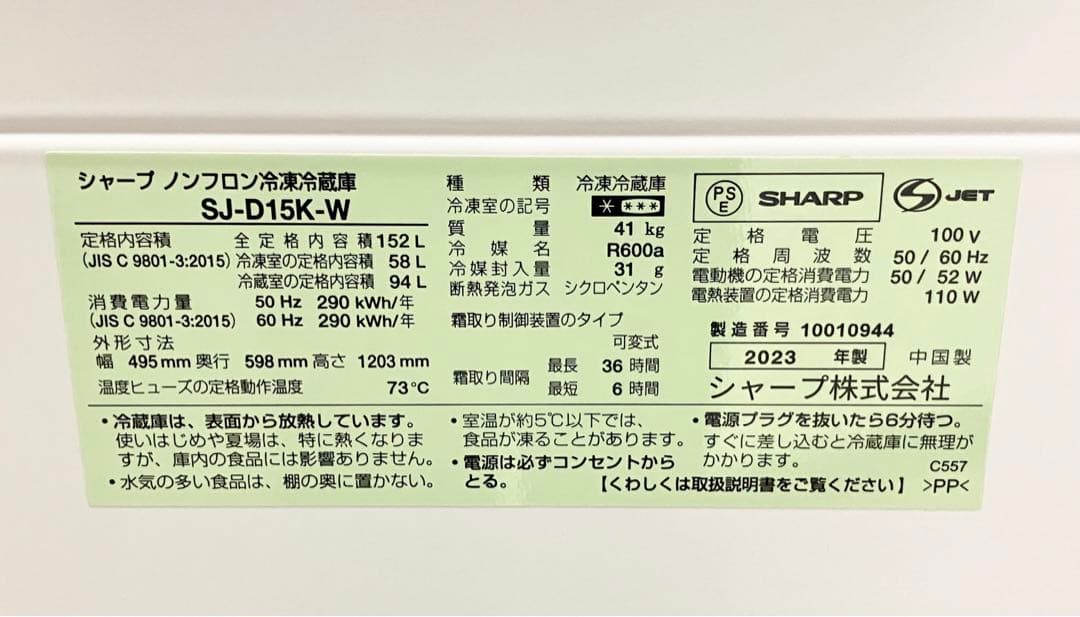 シャープ ノンフロン冷凍冷蔵庫
SJ-D15K-W
定格内容積 全定格内容積 152 L
(JIS C 9801-3:2015) 冷凍室の定格内容積 58 L
冷蔵室の定格内容積 94 L
消費電力量 50 Hz 290 kWh/年
(JIS C 9801-3:2015) 60 Hz 290 kWh/年
外形寸法
幅 495 mm 奥行 598 mm 高さ 1203 mm
温度ヒューズの定格動作温度 73℃
種類 冷凍冷蔵庫
冷凍室の記号 * ***
質量 41 kg
冷媒名 R600a
冷媒封入量 31 g
断熱発泡ガス シクロペンタン
霜取り制御装置のタイプ
可変式
霜取り間隔 最長 36 時間
最短 6 時間
PSE SHARP
S JET
定格電圧 100 V
定格周波数 50 / 60 Hz
電動機の定格消費電力 50 / 52 W
電熱装置の定格消費電力 110 W
製造番号 10010944
2023 年製 中国製
シャープ株式会社
・冷蔵庫は、表面から放熱しています。
使いはじめや夏場は、特に熱くなりま
すが、庫内の食品には影響ありません。
・水気の多い食品は、棚の奥に置かない。
・室温が約5℃以下では、
食品が凍ることがあります。
・電源は必ずコンセントから
とる。
・電源プラグを抜いたら6分待つ。
すぐに差し込むと冷蔵庫に無理が
かかります。
C557
【くわしくは取扱説明書をご覧ください】 >PP<